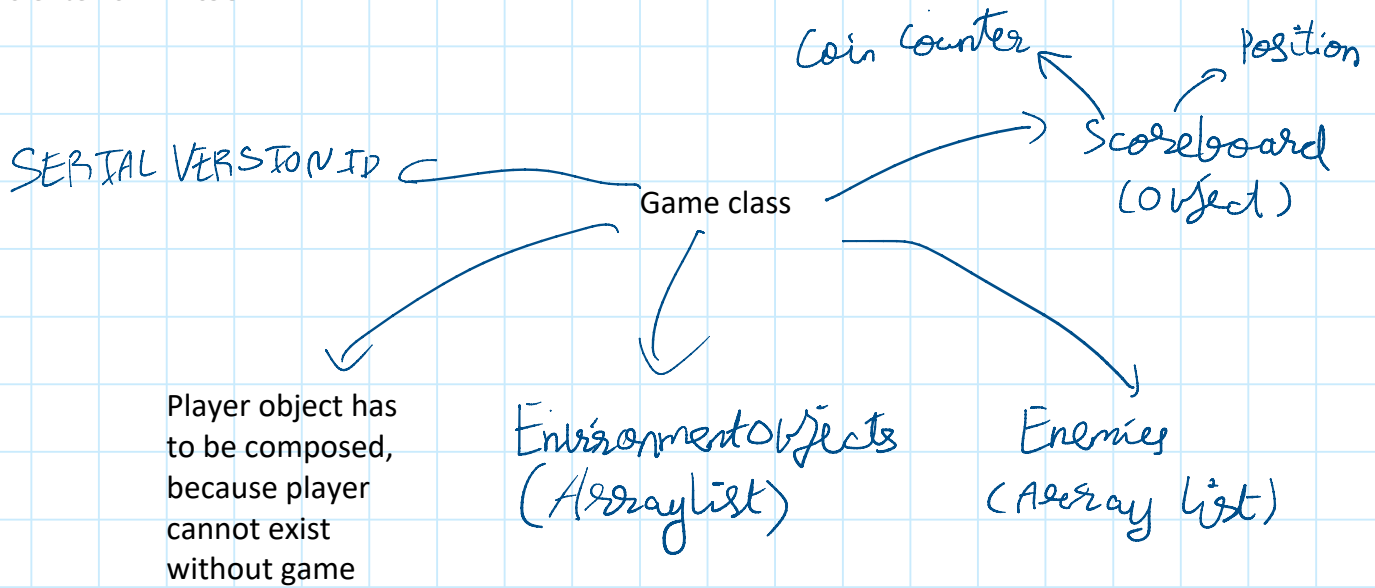 Coin Counter
Position
SERIAL VERSION ID
Game class
Scoreboard
(Object)
Player object has
to be composed,
because player
cannot exist
without game
EnvironmentObjects
(Arraylist)
Enemies
(Array list)